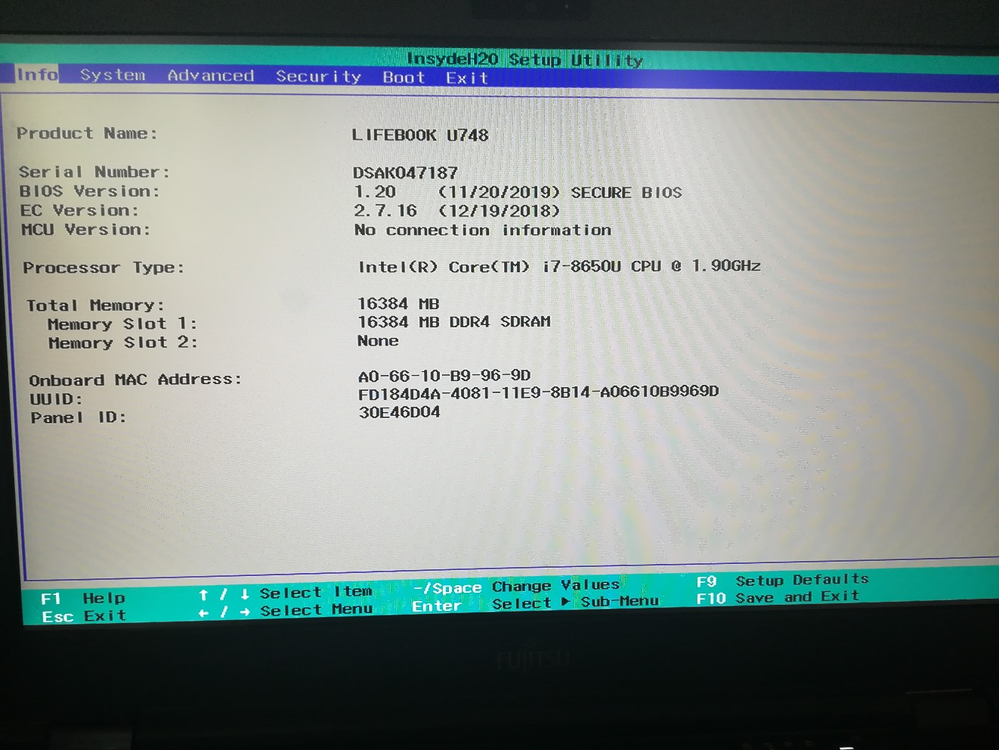 InsydeH20 Setup Utility
Info System Advanced Security Boot Exit
Product Name: LIFEBOOK U748
Serial Number: DSAK047187
BIOS Version: 1.20 (11/20/2019) SECURE BIOS
EC Version: 2.7.16 (12/19/2018)
MCU Version: No connection information
Processor Type: Intel(R) Core(TM) i7-8650U CPU @ 1.90GHz
Total Memory: 16384 MB
Memory Slot 1: 16384 MB DDR4 SDRAM
Memory Slot 2: None
Onboard MAC Address: A0-66-10-B9-96-9D
UUID: FD184D4A-4081-11E9-8B14-A06610B9969D
Panel ID: 30E46D04
F1 Help ↑ / ↓ Select Item -/Space Change Values F9 Setup Defaults
Esc Exit ← / → Select Menu Enter Select ▶ Sub-Menu F10 Save and Exit
FUJITSU